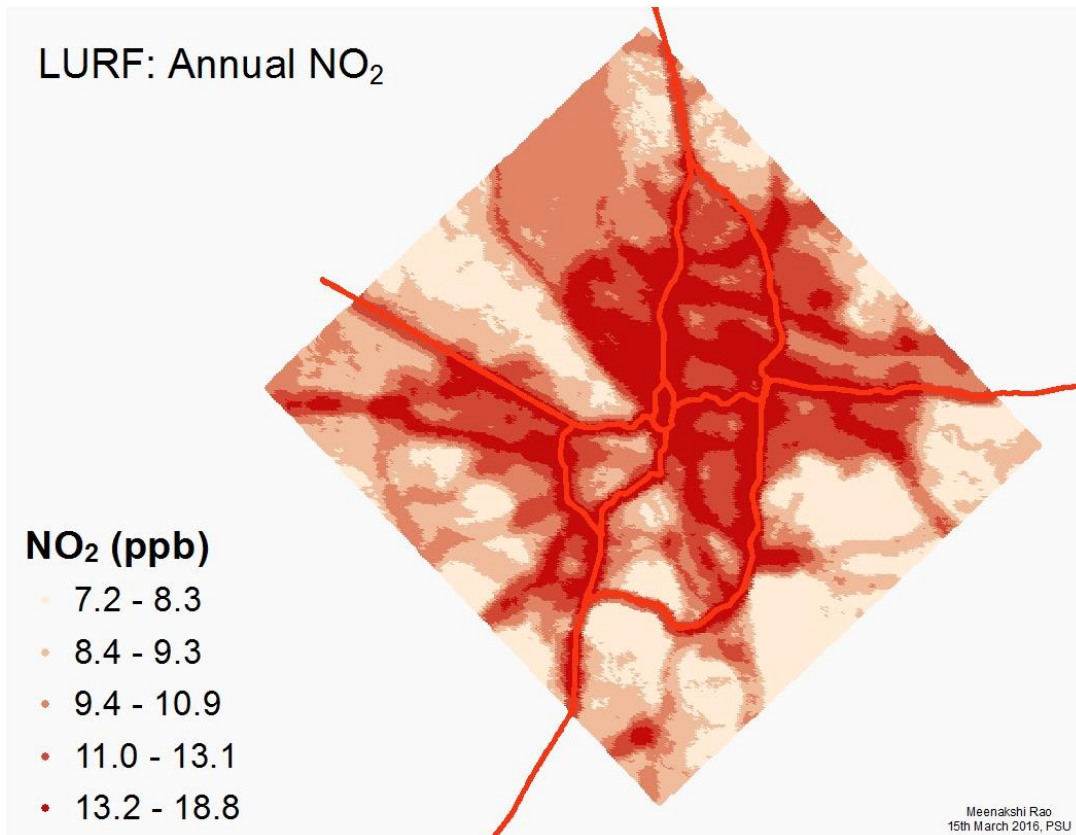 LURF: Annual NO₂
NO₂ (ppb)
7.2 - 8.3
8.4 - 9.3
9.4 - 10.9
11.0 - 13.1
13.2 - 18.8
Meenakshi Rao
15th March 2016, PSU